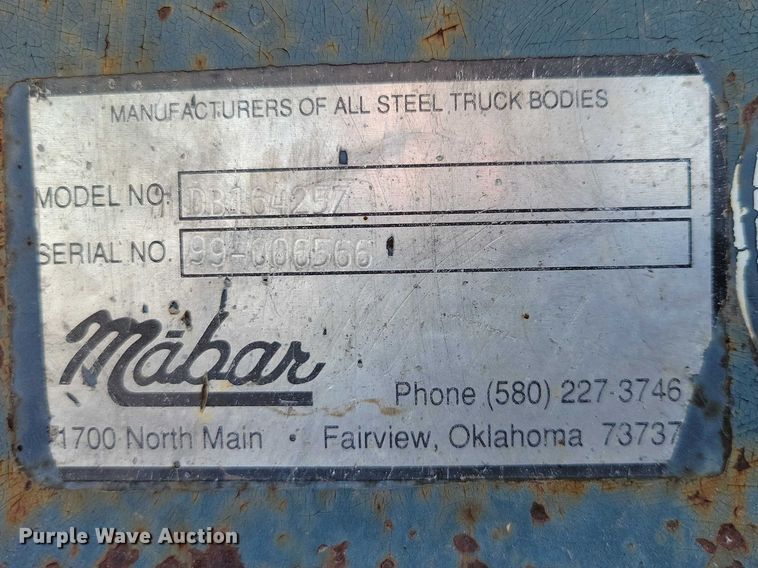 MANUFACTURERS OF ALL STEEL TRUCK BODIES
MODEL NO. DB164257
SERIAL NO. 99-006566
Mabar
Phone (580) 227-3746
1700 North Main • Fairview, Oklahoma 73737
Purple Wave Auction